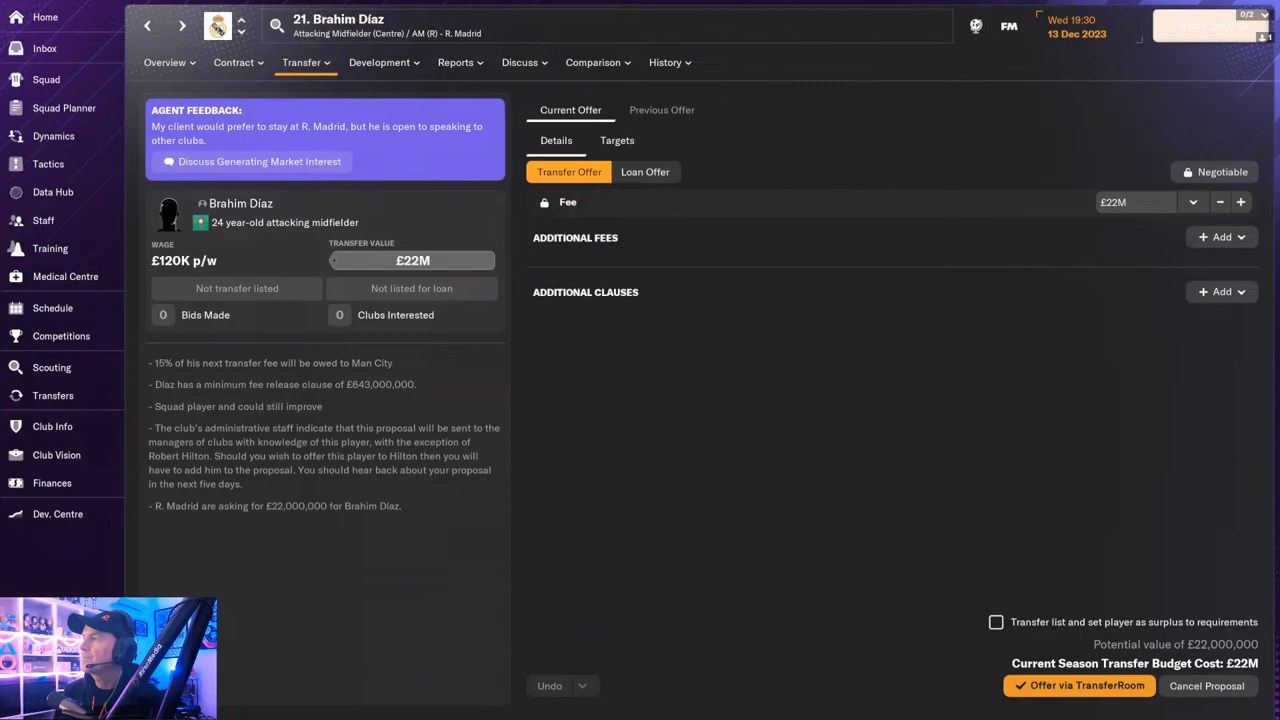 Home
Inbox
Squad
Squad Planner
Dynamics
Tactics
Data Hub
Staff
Training
Medical Centre
Schedule
Competitions
Scouting
Transfers
Club Info
Club Vision
Finances
Dev. Centre
21. Brahim Díaz
Attacking Midfielder (Centre) / AM (R) - R. Madrid
FM
Wed 19:30
13 Dec 2023
0/2
1
Overview
Contract
Transfer
Development
Reports
Discuss
Comparison
History
AGENT FEEDBACK:
My client would prefer to stay at R. Madrid, but he is open to speaking to
other clubs.
Discuss Generating Market Interest
Brahim Díaz
24 year-old attacking midfielder
WAGE
TRANSFER VALUE
£120K p/w
£22M
Not transfer listed
Not listed for loan
0 Bids Made
0 Clubs Interested
- 15% of his next transfer fee will be owed to Man City
- Díaz has a minimum fee release clause of £643,000,000.
- Squad player and could still improve
- The club's administrative staff indicate that this proposal will be sent to the
managers of clubs with knowledge of this player, with the exception of
Robert Hilton. Should you wish to offer this player to Hilton then you will
have to add him to the proposal. You should hear back about your proposal
in the next five days.
- R. Madrid are asking for £22,000,000 for Brahim Díaz.
Current Offer
Previous Offer
Details
Targets
Transfer Offer
Loan Offer
Negotiable
Fee
£22M
ADDITIONAL FEES
+ Add
ADDITIONAL CLAUSES
+ Add
Transfer list and set player as surplus to requirements
Potential value of £22,000,000
Current Season Transfer Budget Cost: £22M
Undo
Offer via TransferRoom
Cancel Proposal
AVerMedia